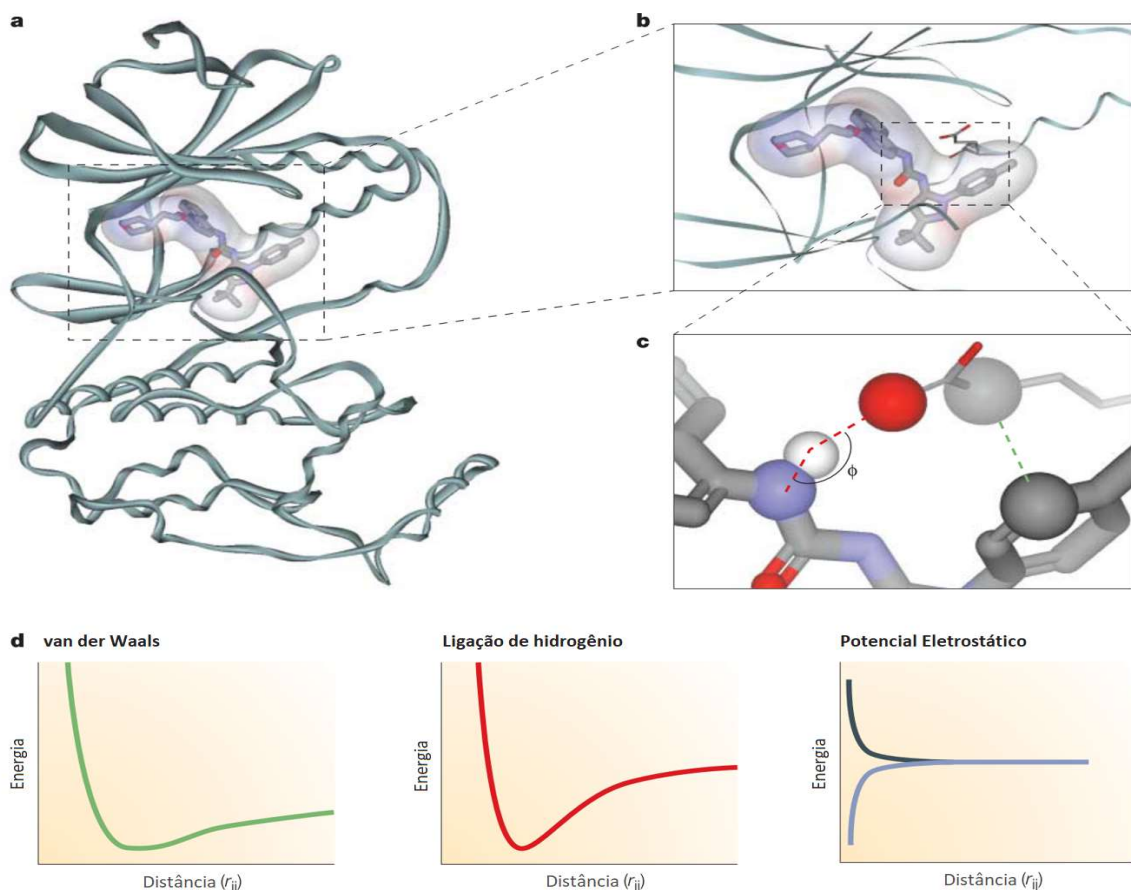 a
b
c
ϕ
d van der Waals
Energia
Distância (rij)
Ligação de hidrogênio
Energia
Distância (rij)
Potencial Eletrostático
Energia
Distância (rij)